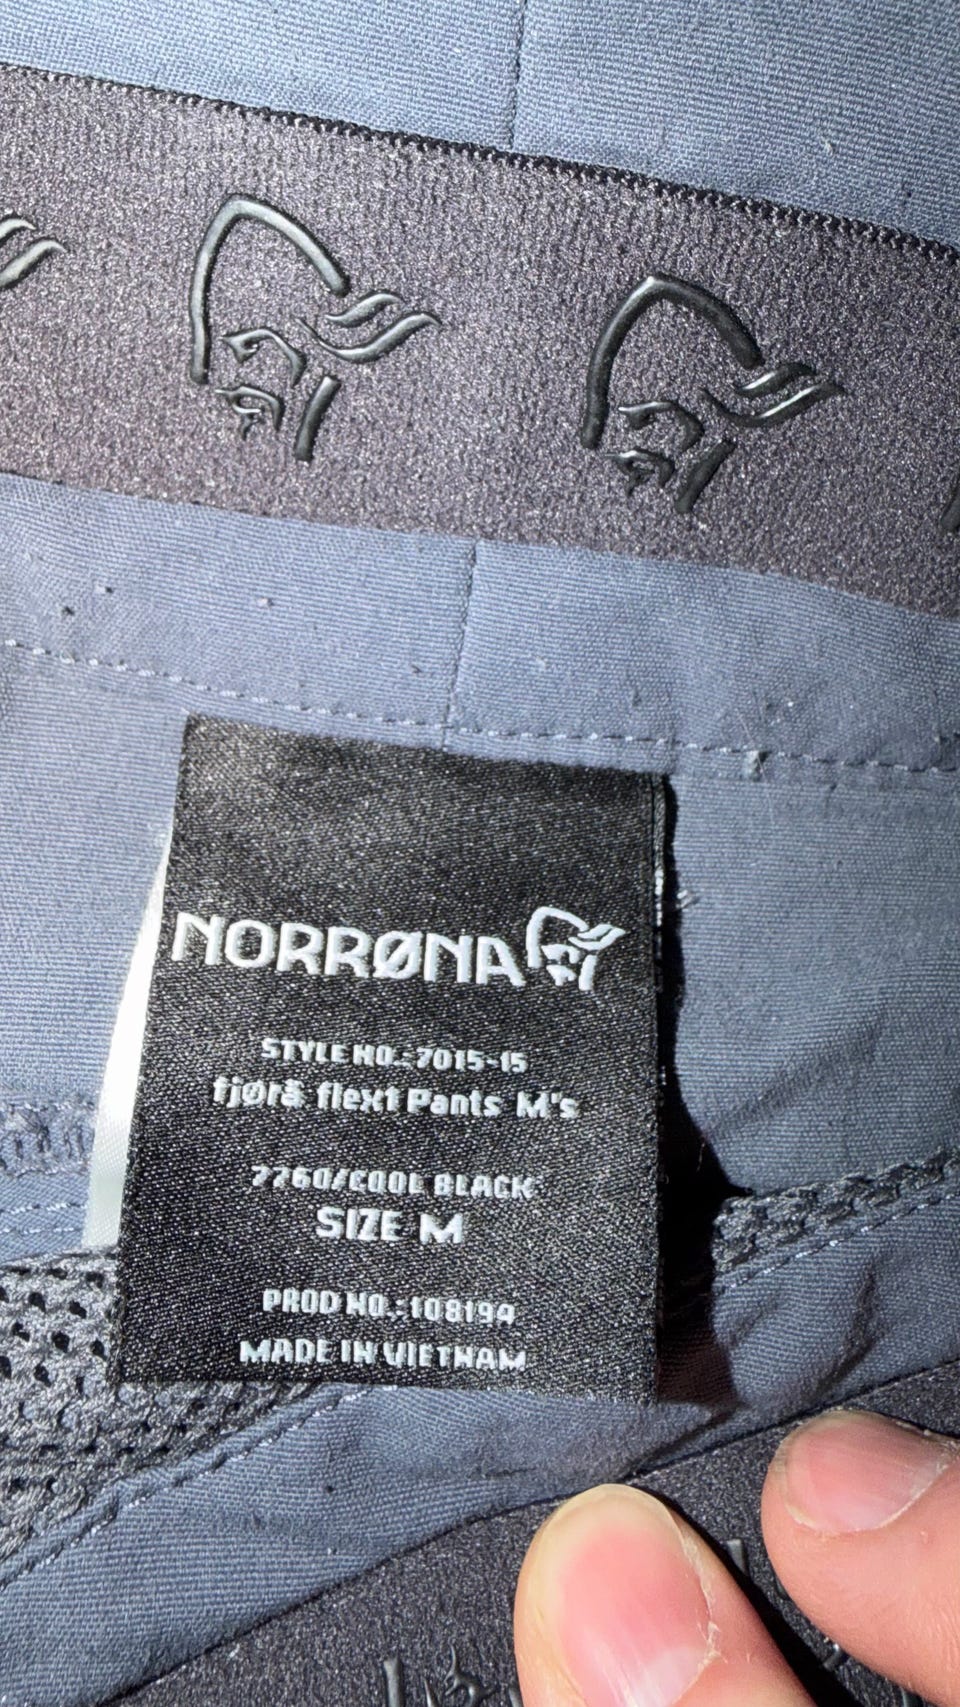 NORRØNA
STYLE NO.:7015-15
fjørå flex1 Pants M's
7760/COOL BLACK
SIZE M
PROD NO.:108194
MADE IN VIETNAM